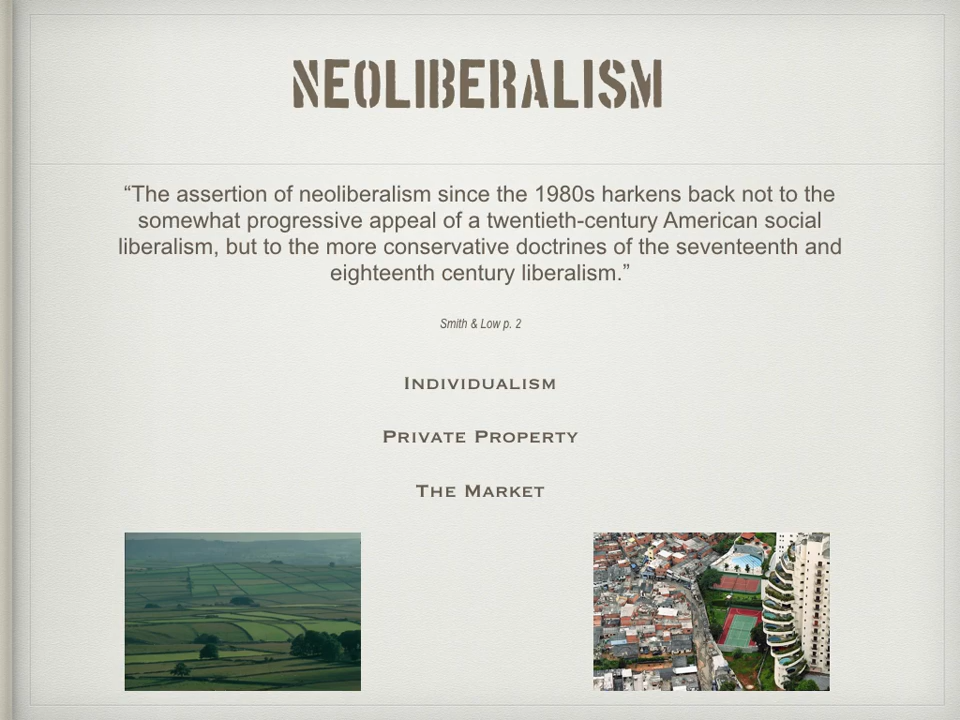 NEOLIBERALISM
“The assertion of neoliberalism since the 1980s harkens back not to the
somewhat progressive appeal of a twentieth-century American social
liberalism, but to the more conservative doctrines of the seventeenth and
eighteenth century liberalism.”
Smith & Low p. 2
Individualism
Private Property
The Market